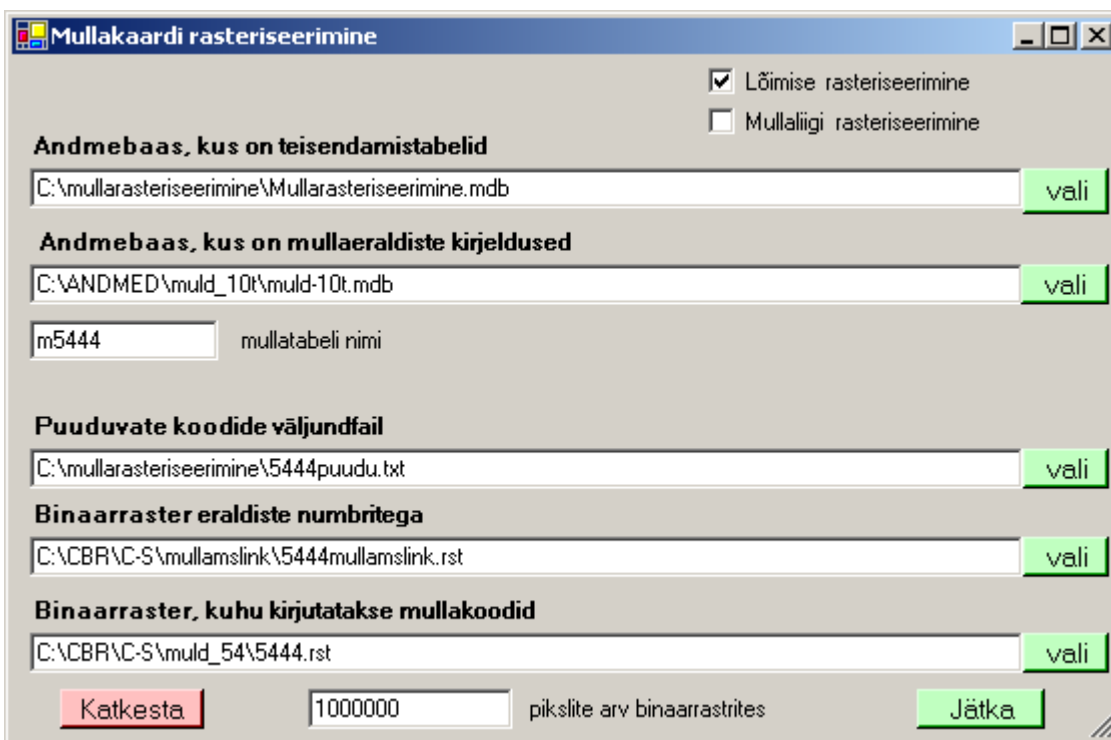 Mullakaardi rasteriseerimine
Lõimise rasteriseerimine
Mullaliigi rasteriseerimine
Andmebaas, kus on teisendamistabelid
C:\mullarasteriseerimine\Mullarasteriseerimine.mdb vali
Andmebaas, kus on mullaeraldiste kirjeldused
C:\ANDMED\muld_10t\muld-10t.mdb vali
m5444 mullatabeli nimi
Puuduvate koodide väljundfail
C:\mullarasteriseerimine\5444puudu.txt vali
Binaarraster eraldiste numbritega
C:\CBR\C-S\mullamslink\5444mullamslink.rst vali
Binaarraster, kuhu kirjutatakse mullakoodid
C:\CBR\C-S\muld_54\5444.rst vali
Katkesta 1000000 pikslite arv binaarrastrites Jätka